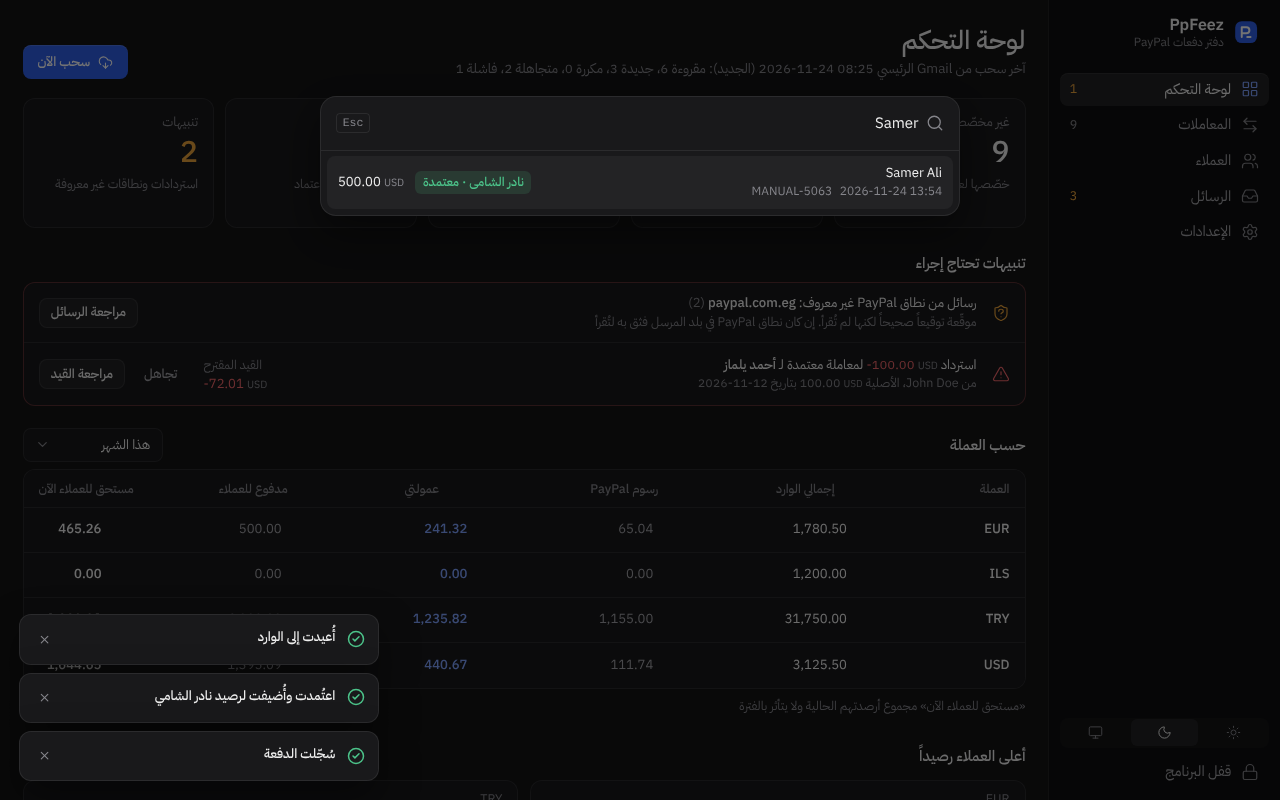 PpFeez
دفتر دفعات PayPal
لوحة التحكم 1
المعاملات 9
العملاء
الرسائل 3
الإعدادات
قفل البرنامج
لوحة التحكم
آخر سحب من Gmail الرئيسي 08:25 24-11-2026 (الجديد): مقروءة 6، جديدة 3، مكررة 0، متجاهلة 2، فاشلة 1
سحب الآن
Samer
Esc
Samer Ali
MANUAL-5063 2026-11-24 13:54
نادر الشامي · معتمدة
500.00 USD
غير مخصّصة
9
خصّصها
اعتماد
تنبيهات
2
استردادات ونطاقات غير معروفة
تنبيهات تحتاج إجراء
رسائل من نطاق PayPal غير معروف: paypal.com.eg (2)
موقّعة توقيعاً صحيحاً لكنها لم تُقرأ. إن كان نطاق PayPal في بلد المرسل فثق به لتُقرأ
مراجعة الرسائل
استرداد -100.00 USD لمعاملة معتمدة لـ أحمد يلماز
من John Doe، الأصلية 100.00 USD بتاريخ 2026-11-12
القيد المقترح
-72.01 USD
تجاهل
مراجعة القيد
حسب العملة
هذا الشهر
العملة إجمالي الوارد رسوم PayPal عمولتي مدفوع للعملاء مستحق للعملاء الآن
EUR 1,780.50 65.04 241.32 500.00 465.26
ILS 1,200.00 0.00 0.00 0.00 0.00
TRY 31,750.00 1,155.00 1,235.82
USD 3,125.50 111.74 440.67
«مستحق للعملاء الآن» مجموع أرصدتهم الحالية ولا يتأثر بالفترة
أعلى العملاء رصيداً
EUR
TRY
أُعيدت إلى الوارد
اعتُمدت وأُضيفت لرصيد نادر الشامي
سُجّلت الدفعة